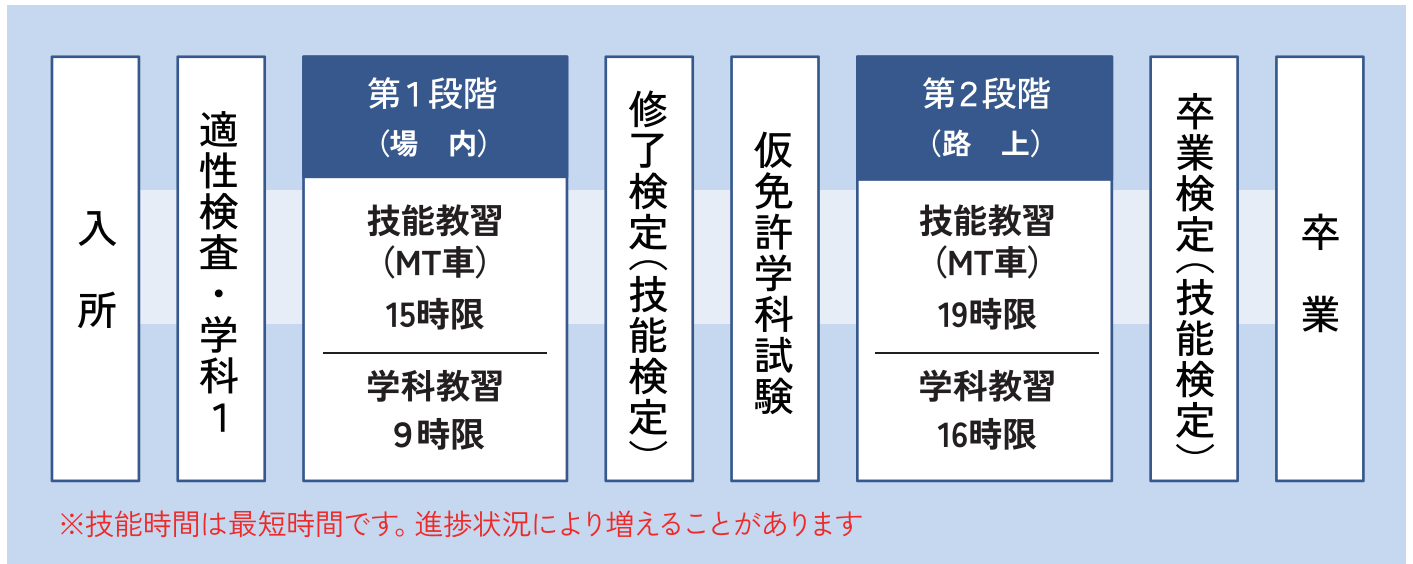 入所
適性検査・学科1
第1段階
（場　内）
技能教習
（MT車）
15時限
学科教習
9時限
修了検定（技能検定）
仮免許学科試験
第2段階
（路　上）
技能教習
（MT車）
19時限
学科教習
16時限
卒業検定（技能検定）
卒業
※技能時間は最短時間です。進捗状況により増えることがあります